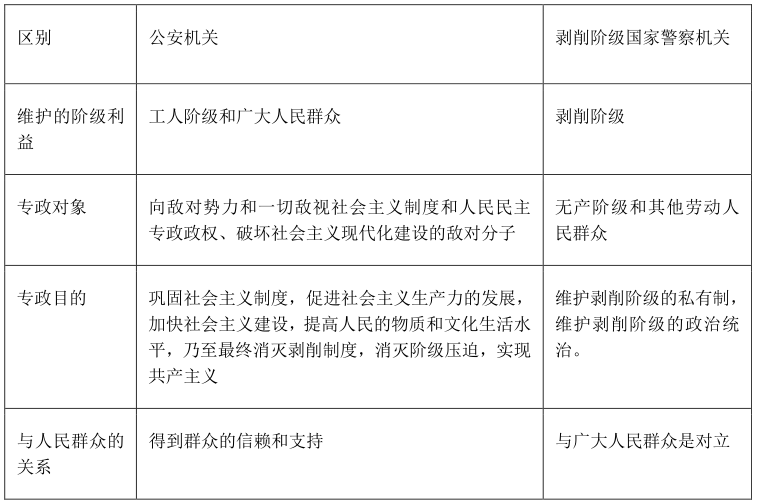 区别
公安机关
剥削阶级国家警察机关
维护的阶级利
益
工人阶级和广大人民群众
剥削阶级
专政对象
向敌对势力和一切敌视社会主义制度和人民民主
专政政权、破坏社会主义现代化建设的敌对分子
无产阶级和其他劳动人
民群众
专政目的
巩固社会主义制度，促进社会主义生产力的发展，
加快社会主义建设，提高人民的物质和文化生活水
平，乃至最终消灭剥削制度，消灭阶级压迫，实现
共产主义
维护剥削阶级的私有制，
维护剥削阶级的政治统
治。
与人民群众的
关系
得到群众的信赖和支持
与广大人民群众是对立